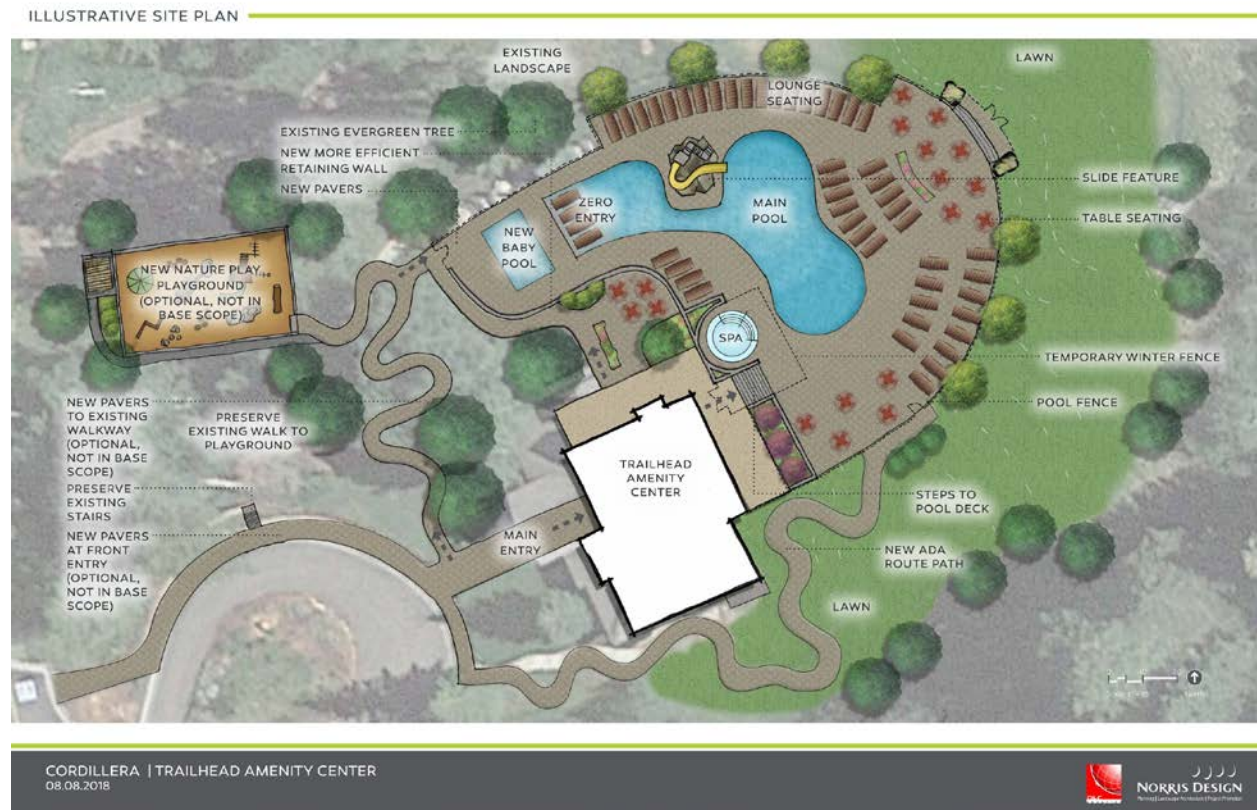 ILLUSTRATIVE SITE PLAN
EXISTING
LANDSCAPE
LAWN
LOUNGE
SEATING
EXISTING EVERGREEN TREE
NEW MORE EFFICIENT
RETAINING WALL
NEW PAVERS
SLIDE FEATURE
ZERO
ENTRY
MAIN
POOL
TABLE SEATING
NEW
BABY
POOL
NEW NATURE PLAY
PLAYGROUND
(OPTIONAL, NOT IN
BASE SCOPE)
SPA
TEMPORARY WINTER FENCE
POOL FENCE
NEW PAVERS
TO EXISTING
WALKWAY
(OPTIONAL,
NOT IN BASE
SCOPE)
PRESERVE
EXISTING WALK TO
PLAYGROUND
TRAILHEAD
AMENITY
CENTER
PRESERVE
EXISTING
STAIRS
STEPS TO
POOL DECK
NEW PAVERS
AT FRONT
ENTRY
(OPTIONAL,
NOT IN BASE
SCOPE)
MAIN
ENTRY
NEW ADA
ROUTE PATH
LAWN
CORDILLERA | TRAILHEAD AMENITY CENTER
08.08.2018
NORRIS DESIGN